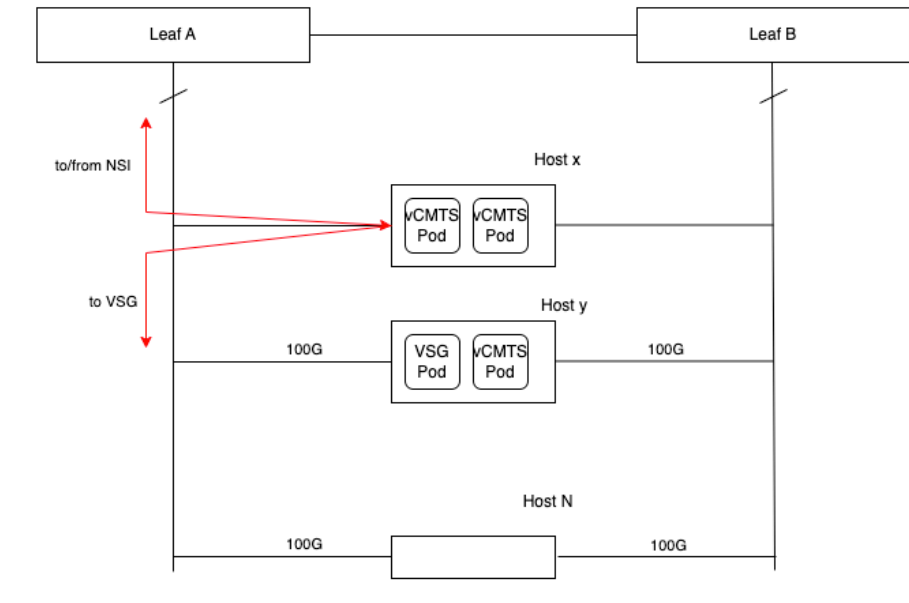 Leaf A
Leaf B
to/from NSI
Host x
vCMTS
Pod
vCMTS
Pod
to VSG
Host y
100G
VSG
Pod
vCMTS
Pod
100G
Host N
100G
100G